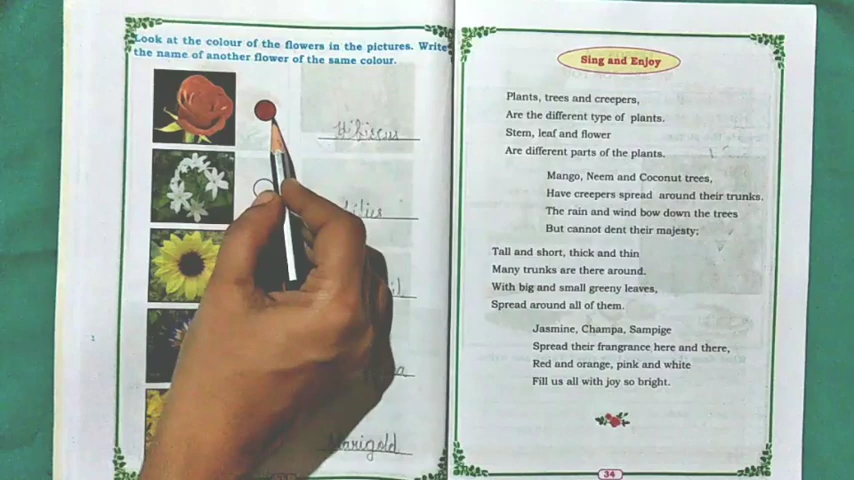 Look at the colour of the flowers in the pictures. Write
the name of another flower of the same colour.
Hibiscus
Marigold
Sing and Enjoy
Plants, trees and creepers,
Are the different type of plants.
Stem, leaf and flower
Are different parts of the plants.
Mango, Neem and Coconut trees,
Have creepers spread around their trunks.
The rain and wind bow down the trees
But cannot dent their majesty;
Tall and short, thick and thin
Many trunks are there around.
With big and small greeny leaves,
Spread around all of them.
Jasmine, Champa, Sampige
Spread their frangrance here and there,
Red and orange, pink and white
Fill us all with joy so bright.
34